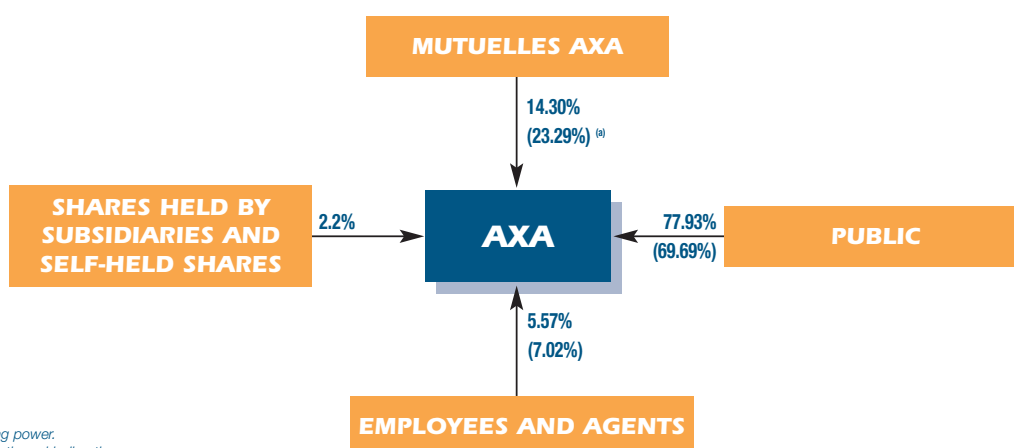 MUTUELLES AXA
14.30%
(23.29%) (a)
SHARES HELD BY
SUBSIDIARIES AND
SELF-HELD SHARES
2.2%
AXA
77.93%
(69.69%)
PUBLIC
5.57%
(7.02%)
EMPLOYEES AND AGENTS
power.